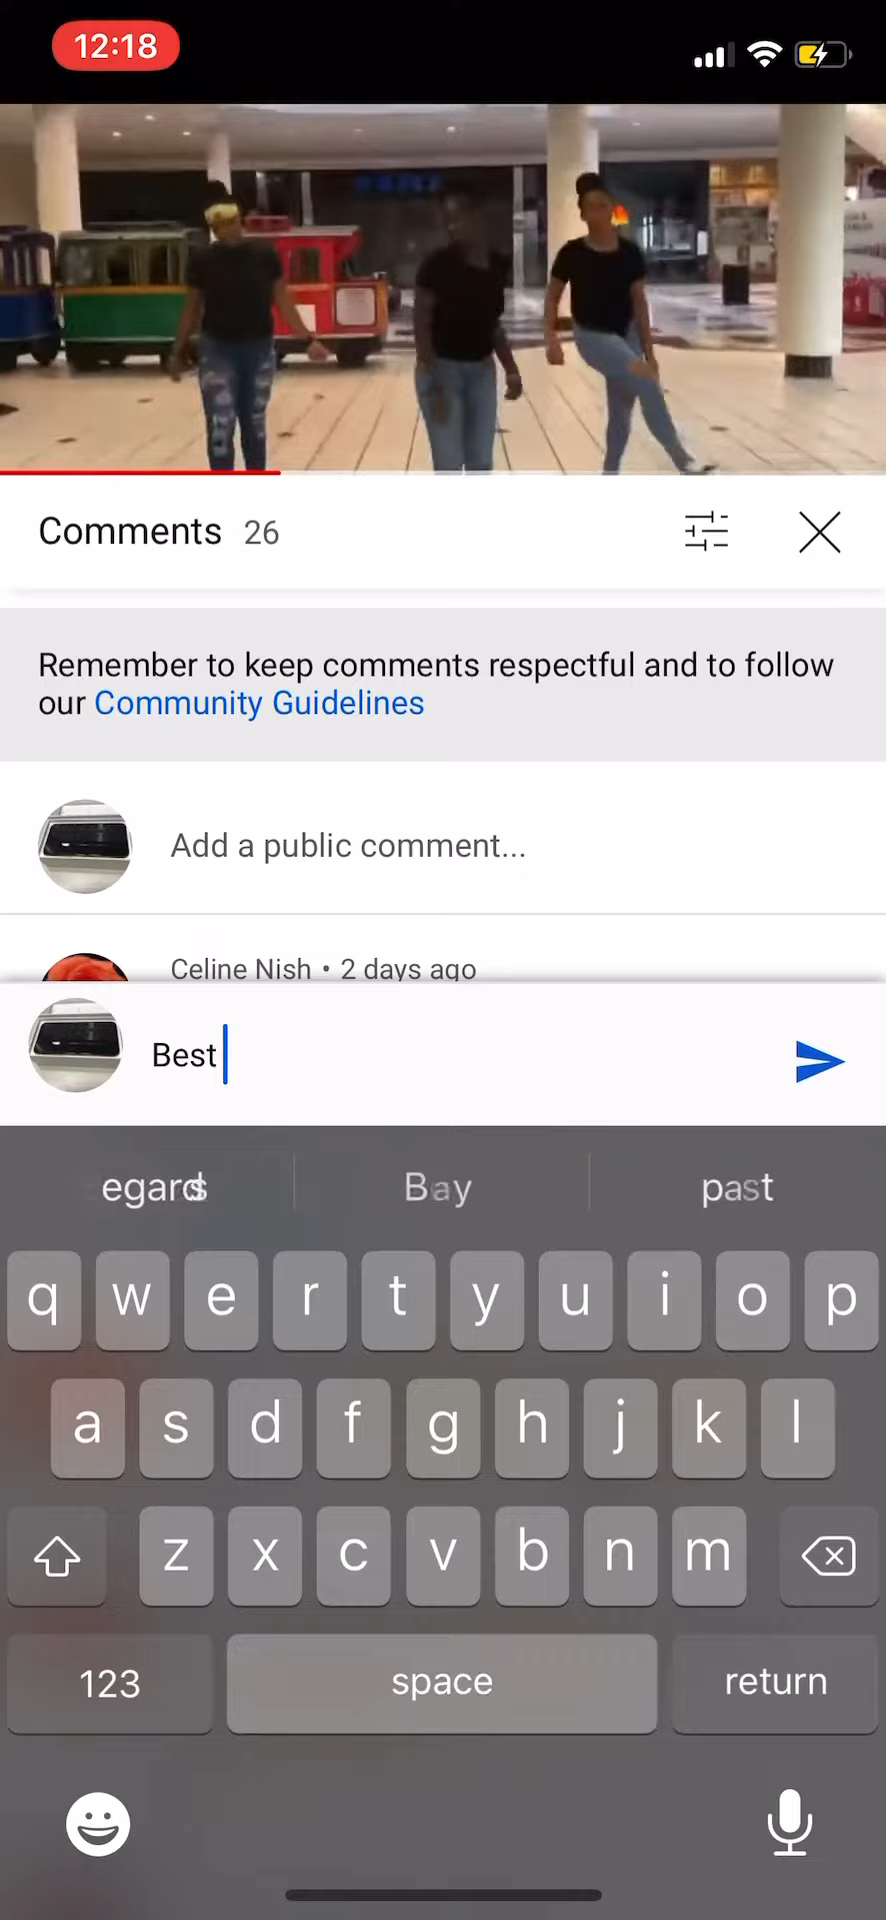 12:18
Comments 26
Remember to keep comments respectful and to follow
our Community Guidelines
Add a public comment...
Celine Nish • 2 days ago
Best
past
q w e r t y u i o p
a s d f g h j k l
z x c v b n m
123 space return